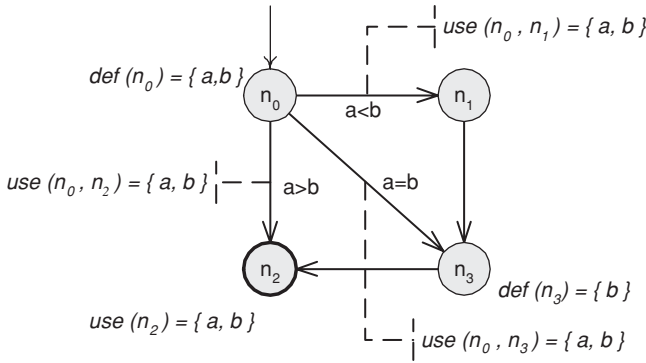 use (n0 , n1) = { a, b }
def (n0) = { a,b}
n0
n1
a<b
use (n0 , n2) = { a, b }
a>b
a=b
n2
n3
def (n3) = { b }
use (n2) = { a, b }
use (n0 , n3) = { a, b }